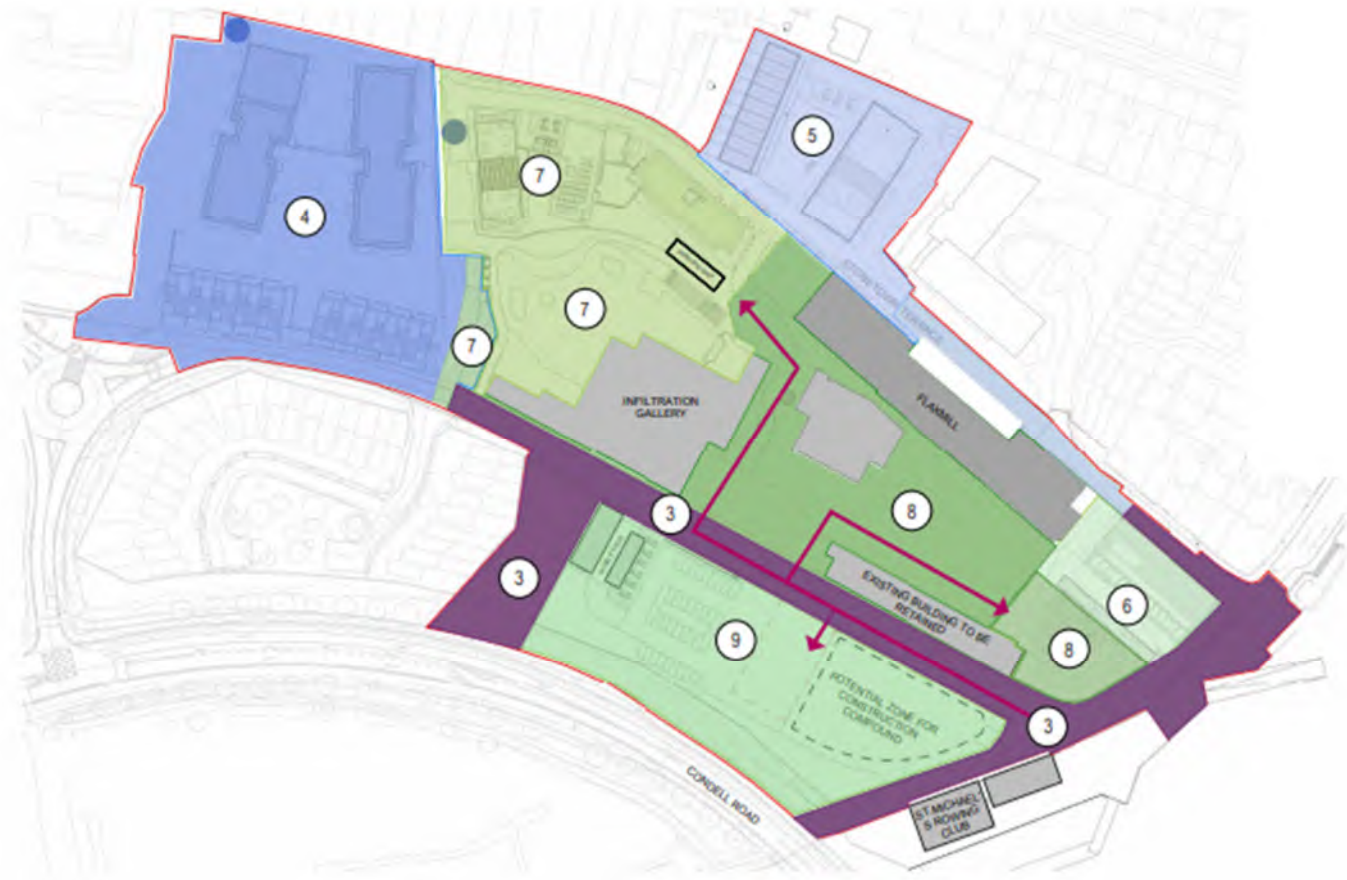 5
7
4
7
7
INFILTRATION
GALLERY
FLAXMILL
3
8
3
EXISTING BUILDING TO BE
RETAINED
6
9
8
POTENTIAL ZONE FOR
CONSTRUCTION
COMPOUND
3
CONDELL ROAD
ST MICHAEL'
S ROWING
CLUB